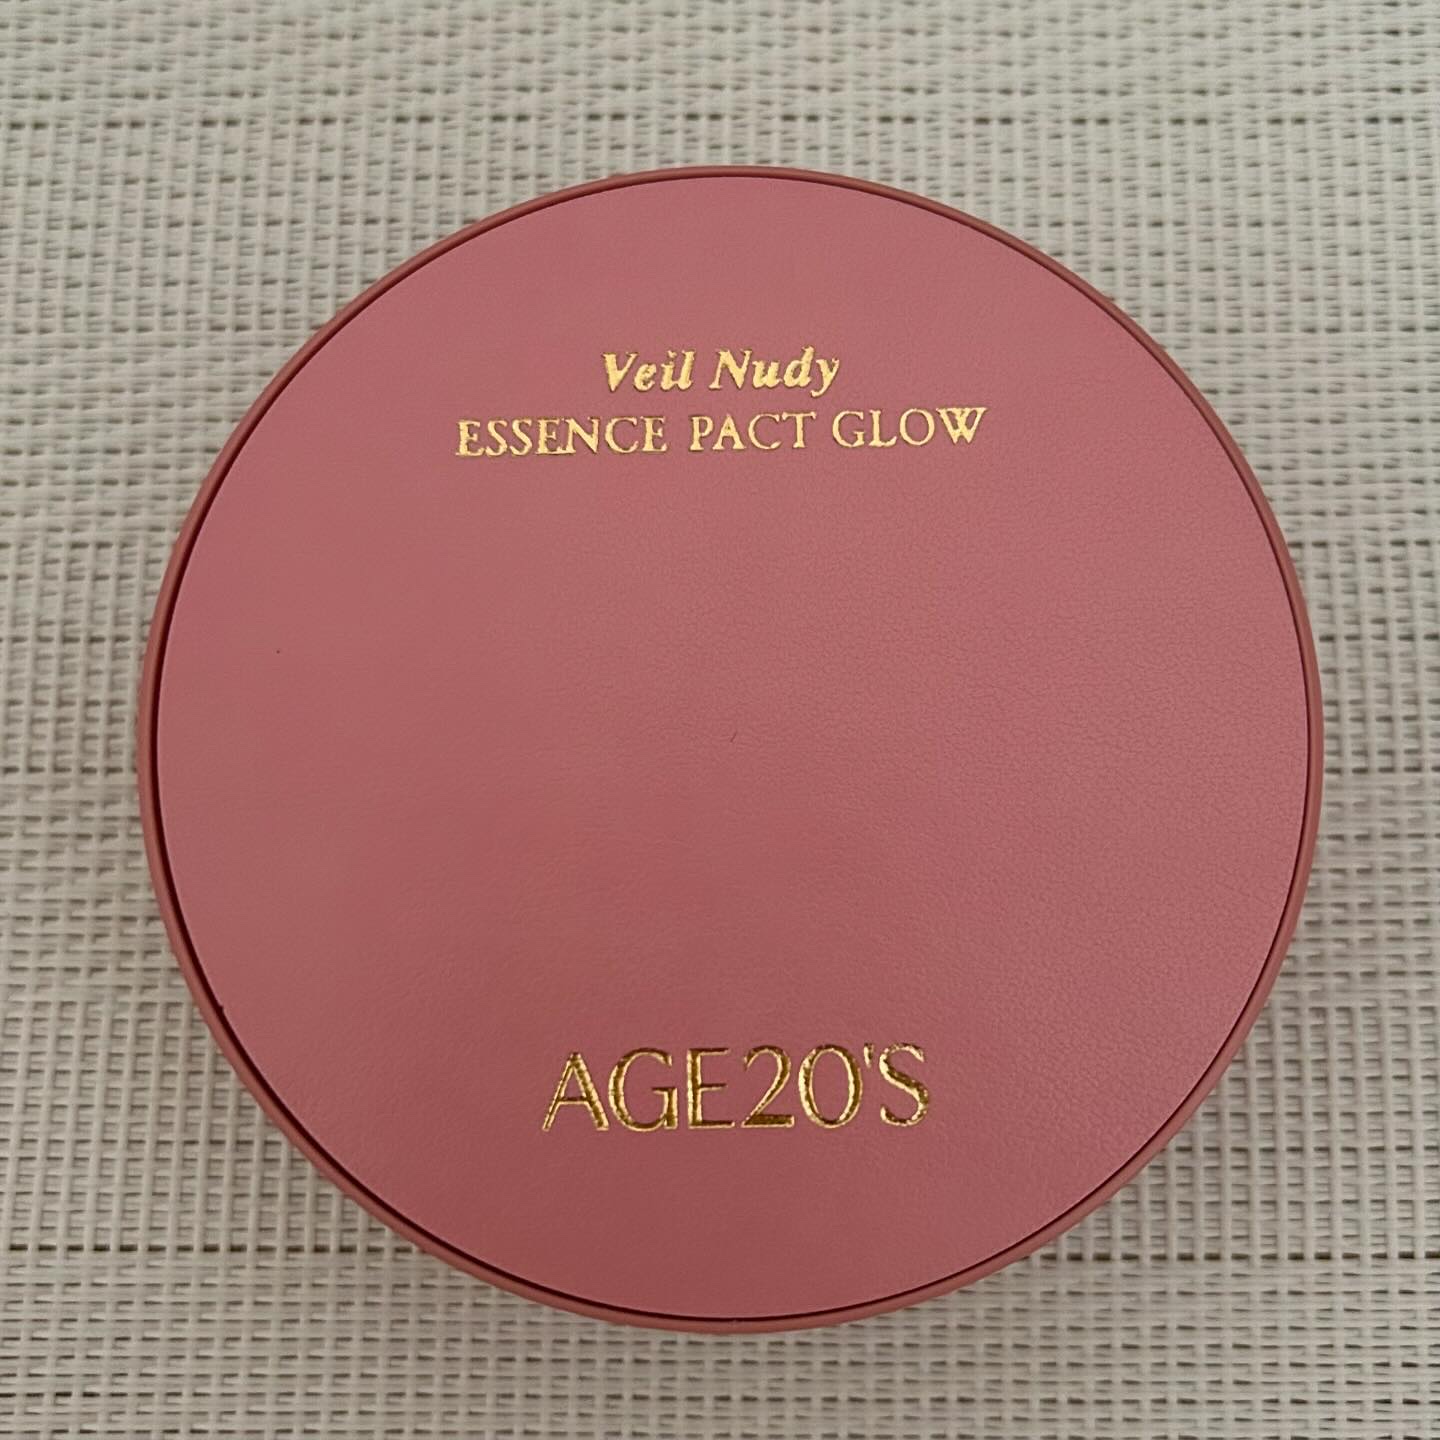 Veil Nudy
ESSENCE PACT GLOW
AGE20'S